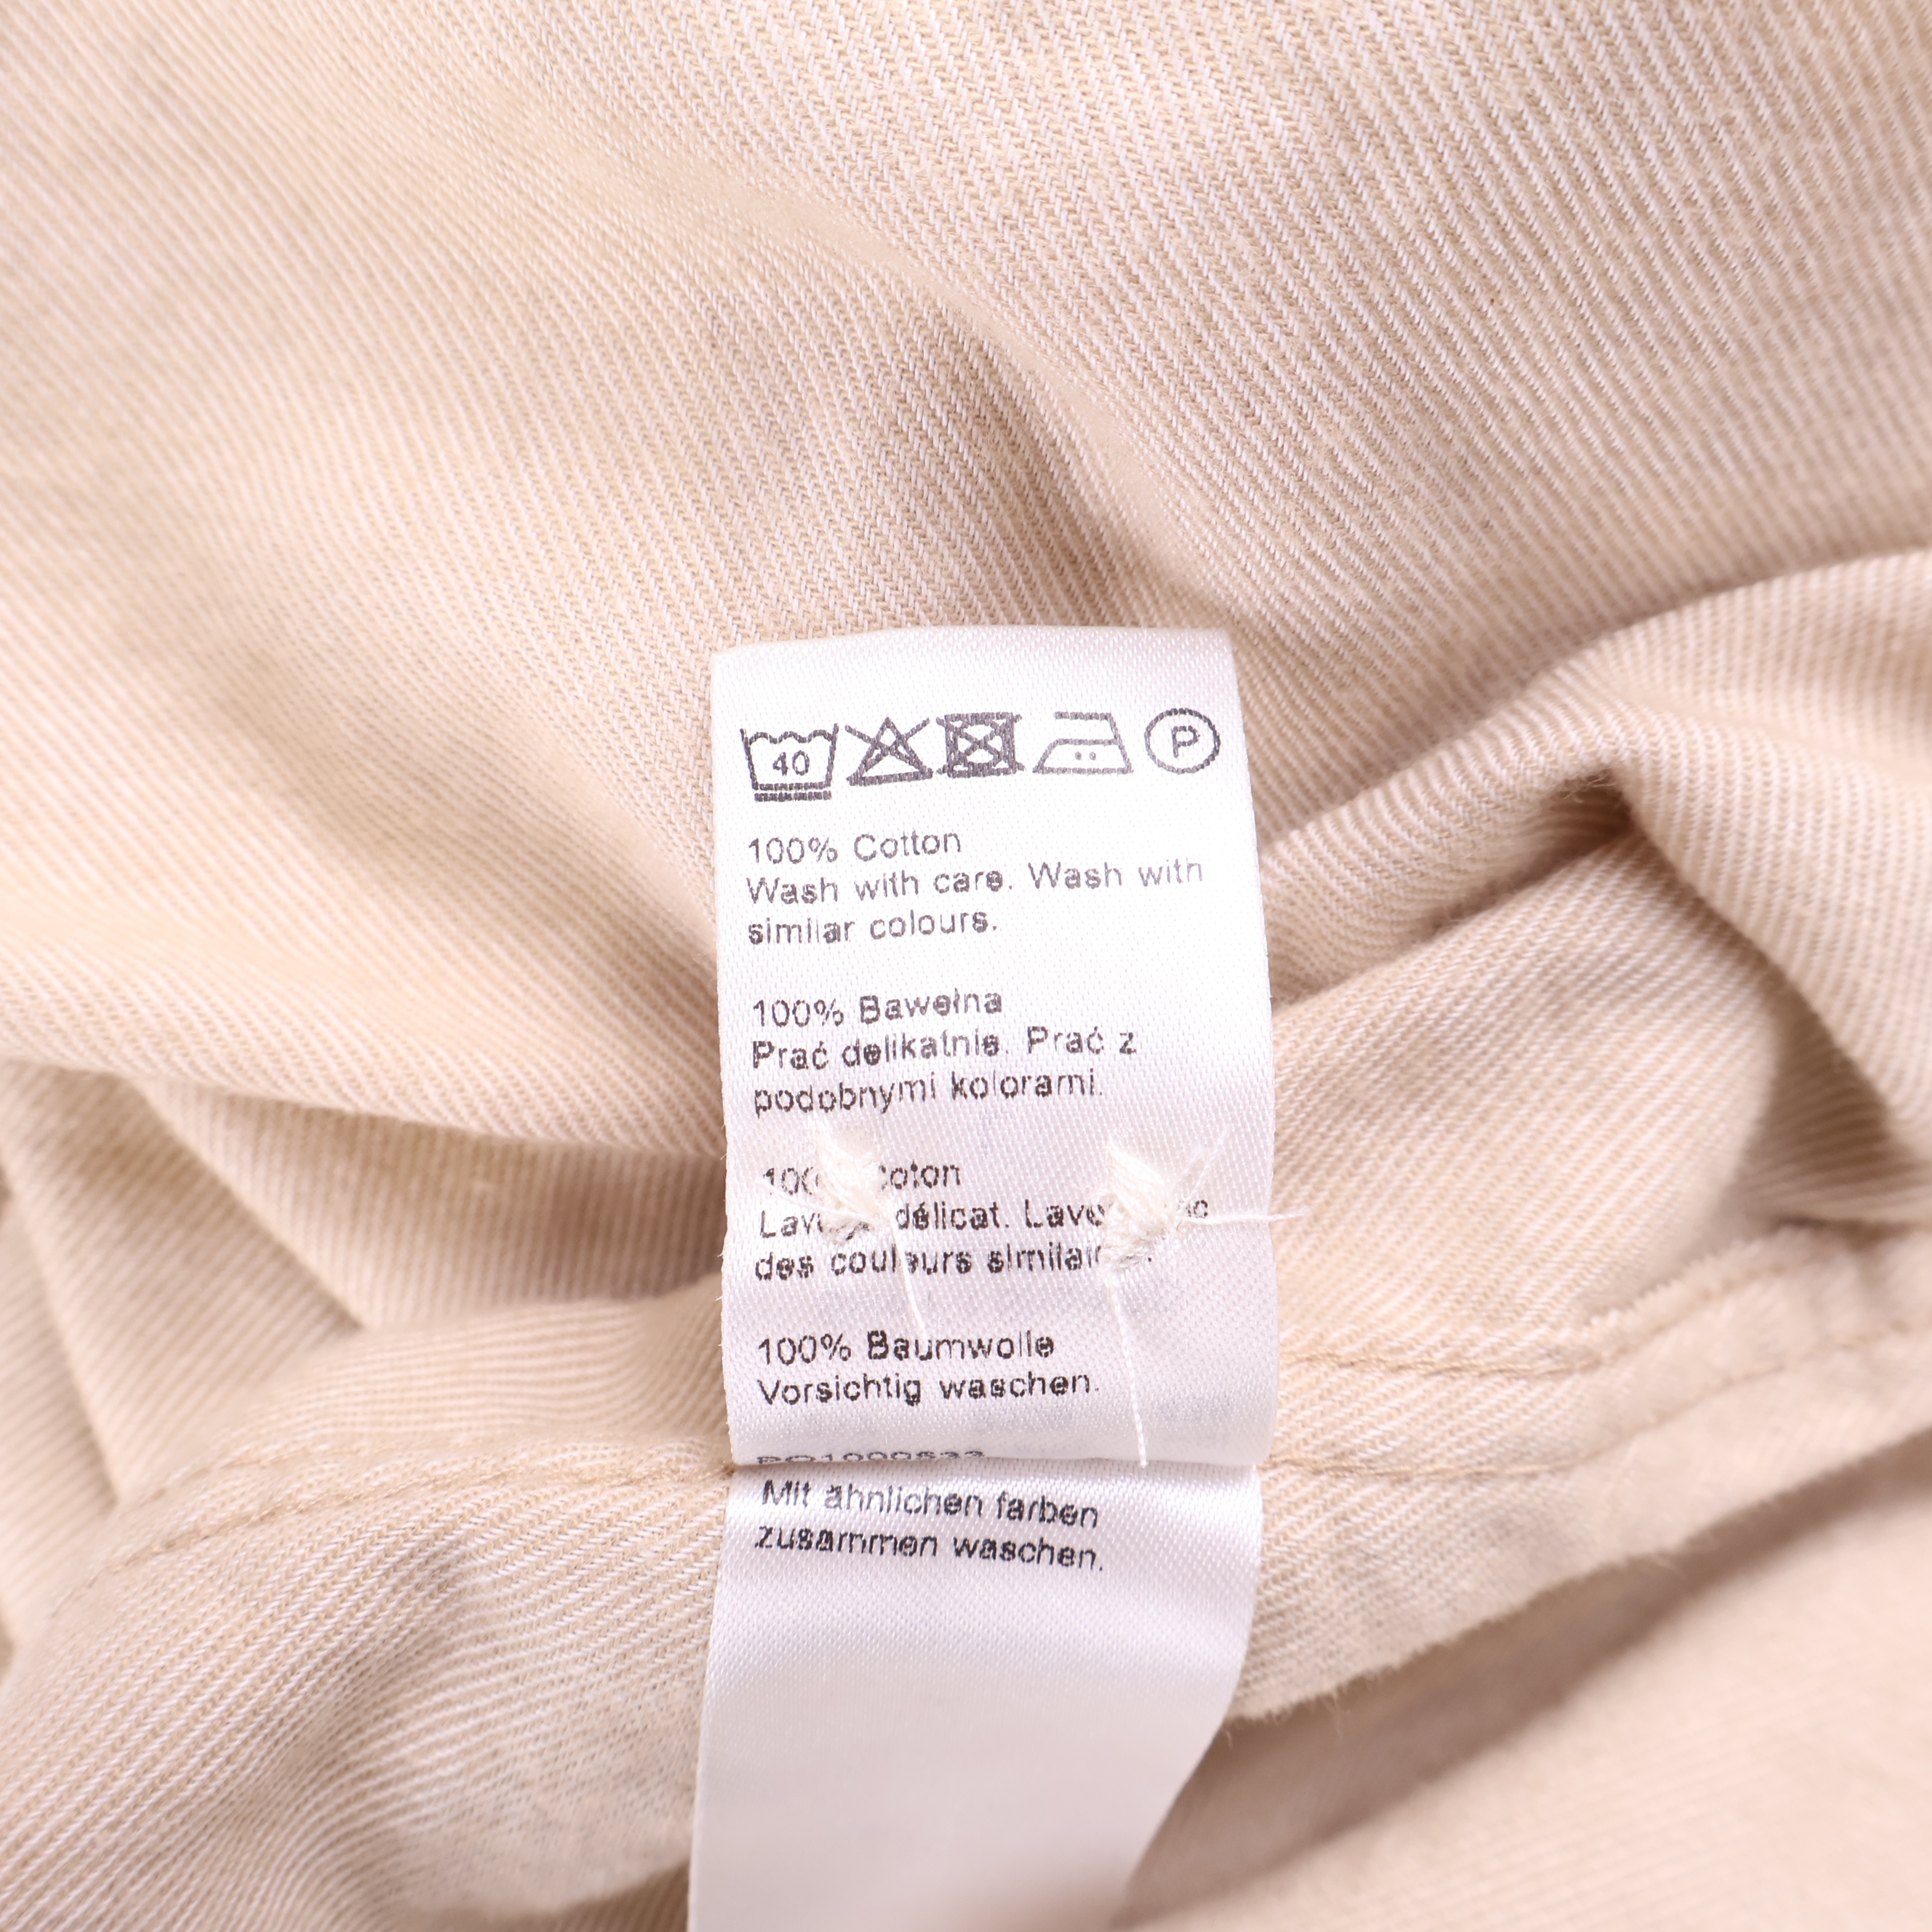 40
P
100% Cotton
Wash with care. Wash with
similar colours.
100% Bawełna
Prać delikatnie. Prać z
podobnymi kolorami.
Coton
délicat.
des couleurs
100% Baumwolle
Vorsichtig waschen.
Mit ähnlichen farben
zusammen waschen.